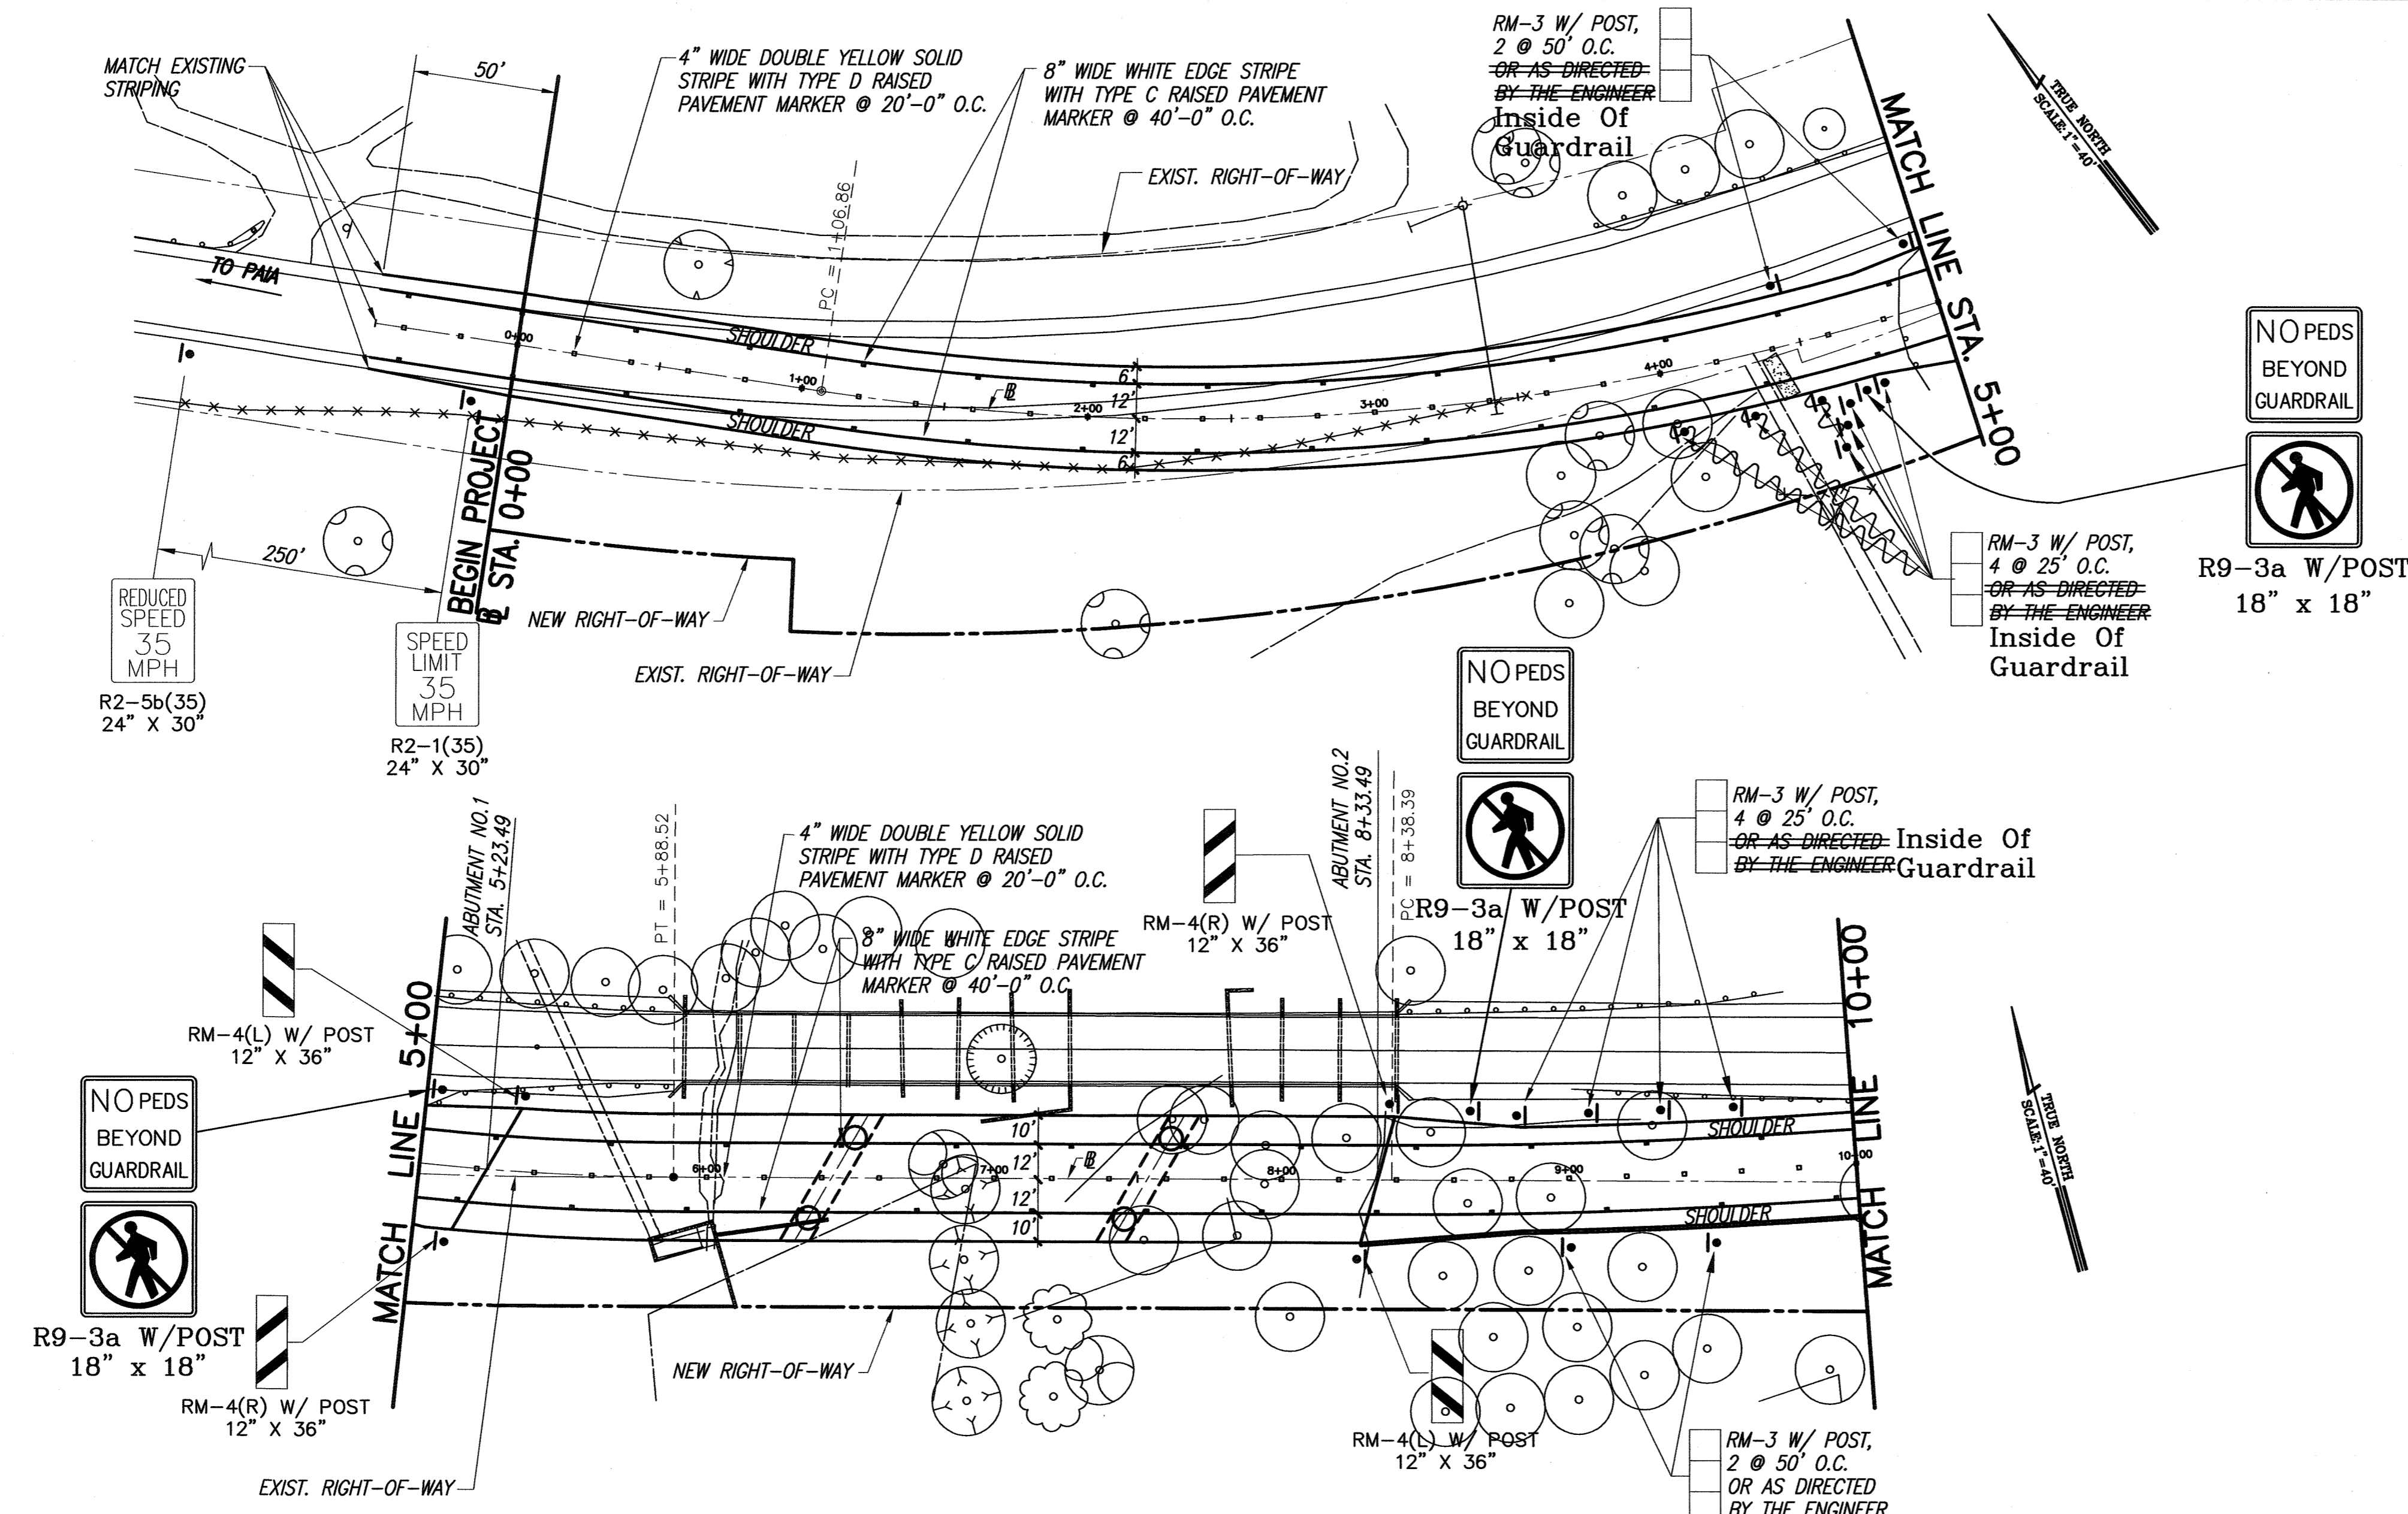 MATCH EXISTING
STRIPING
50'
4" WIDE DOUBLE YELLOW SOLID
STRIPE WITH TYPE D RAISED
PAVEMENT MARKER @ 20'-0" O.C.
8" WIDE WHITE EDGE STRIPE
WITH TYPE C RAISED PAVEMENT
MARKER @ 40'-0" O.C.
RM-3 W/ POST,
2 @ 50' O.C.
OR AS DIRECTED
BY THE ENGINEER
Inside Of
Guardrail
EXIST. RIGHT-OF-WAY
MATCH LINE STA. 5+00
TRUE NORTH
SCALE: 1"=40'
TO PAIA
PC = 1+06.86
0+00
SHOULDER
1+00
SHOULDER
6'
12'
12'
6'
B
L
2+00
3+00
4+00
NO PEDS
BEYOND
GUARDRAIL
R9-3a W/POST
18" x 18"
BEGIN PROJECT
BL STA. 0+00
250'
REDUCED
SPEED
35
MPH
R2-5b(35)
24" X 30"
SPEED
LIMIT
35
MPH
R2-1(35)
24" X 30"
NEW RIGHT-OF-WAY
EXIST. RIGHT-OF-WAY
RM-3 W/ POST,
4 @ 25' O.C.
OR AS DIRECTED
BY THE ENGINEER
Inside Of
Guardrail
NO PEDS
BEYOND
GUARDRAIL
R9-3a W/POST
18" x 18"
ABUTMENT NO.1
STA. 5+23.49
PT = 5+88.52
4" WIDE DOUBLE YELLOW SOLID
STRIPE WITH TYPE D RAISED
PAVEMENT MARKER @ 20'-0" O.C.
8" WIDE WHITE EDGE STRIPE
WITH TYPE C RAISED PAVEMENT
MARKER @ 40'-0" O.C.
RM-4(R) W/ POST
12" X 36"
ABUTMENT NO.2
STA. 8+33.49
PC = 8+38.39
RM-3 W/ POST,
4 @ 25' O.C.
OR AS DIRECTED
BY THE ENGINEER
Inside Of
Guardrail
RM-4(L) W/ POST
12" X 36"
MATCH LINE 5+00
NO PEDS
BEYOND
GUARDRAIL
R9-3a W/POST
18" x 18"
RM-4(R) W/ POST
12" X 36"
10'
12'
12'
10'
B
L
6+00
7+00
8+00
9+00
10+00
SHOULDER
SHOULDER
MATCH LINE 10+00
TRUE NORTH
SCALE: 1"=40'
NEW RIGHT-OF-WAY
EXIST. RIGHT-OF-WAY
RM-4(L) W/ POST
12" X 36"
RM-3 W/ POST,
2 @ 50' O.C.
OR AS DIRECTED
BY THE ENGINEER